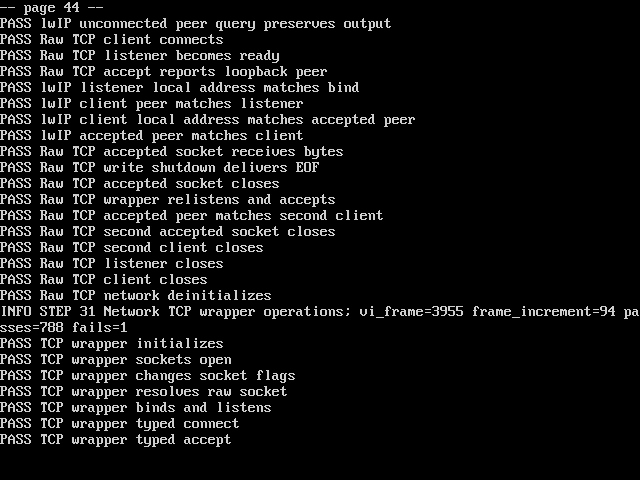 -- page 44 --
PASS lwIP unconnected peer query preserves output
PASS Raw TCP client connects
PASS Raw TCP listener becomes ready
PASS Raw TCP accept reports loopback peer
PASS lwIP listener local address matches bind
PASS lwIP client peer matches listener
PASS lwIP client local address matches accepted peer
PASS lwIP accepted peer matches client
PASS Raw TCP accepted socket receives bytes
PASS Raw TCP write shutdown delivers EOF
PASS Raw TCP accepted socket closes
PASS Raw TCP wrapper relistens and accepts
PASS Raw TCP accepted peer matches second client
PASS Raw TCP second accepted socket closes
PASS Raw TCP second client closes
PASS Raw TCP listener closes
PASS Raw TCP client closes
PASS Raw TCP network deinitializes
INFO STEP 31 Network TCP wrapper operations; vi_frame=3955 frame_increment=94 pa
sses=788 fails=1
PASS TCP wrapper initializes
PASS TCP wrapper sockets open
PASS TCP wrapper changes socket flags
PASS TCP wrapper resolves raw socket
PASS TCP wrapper binds and listens
PASS TCP wrapper typed connect
PASS TCP wrapper typed accept